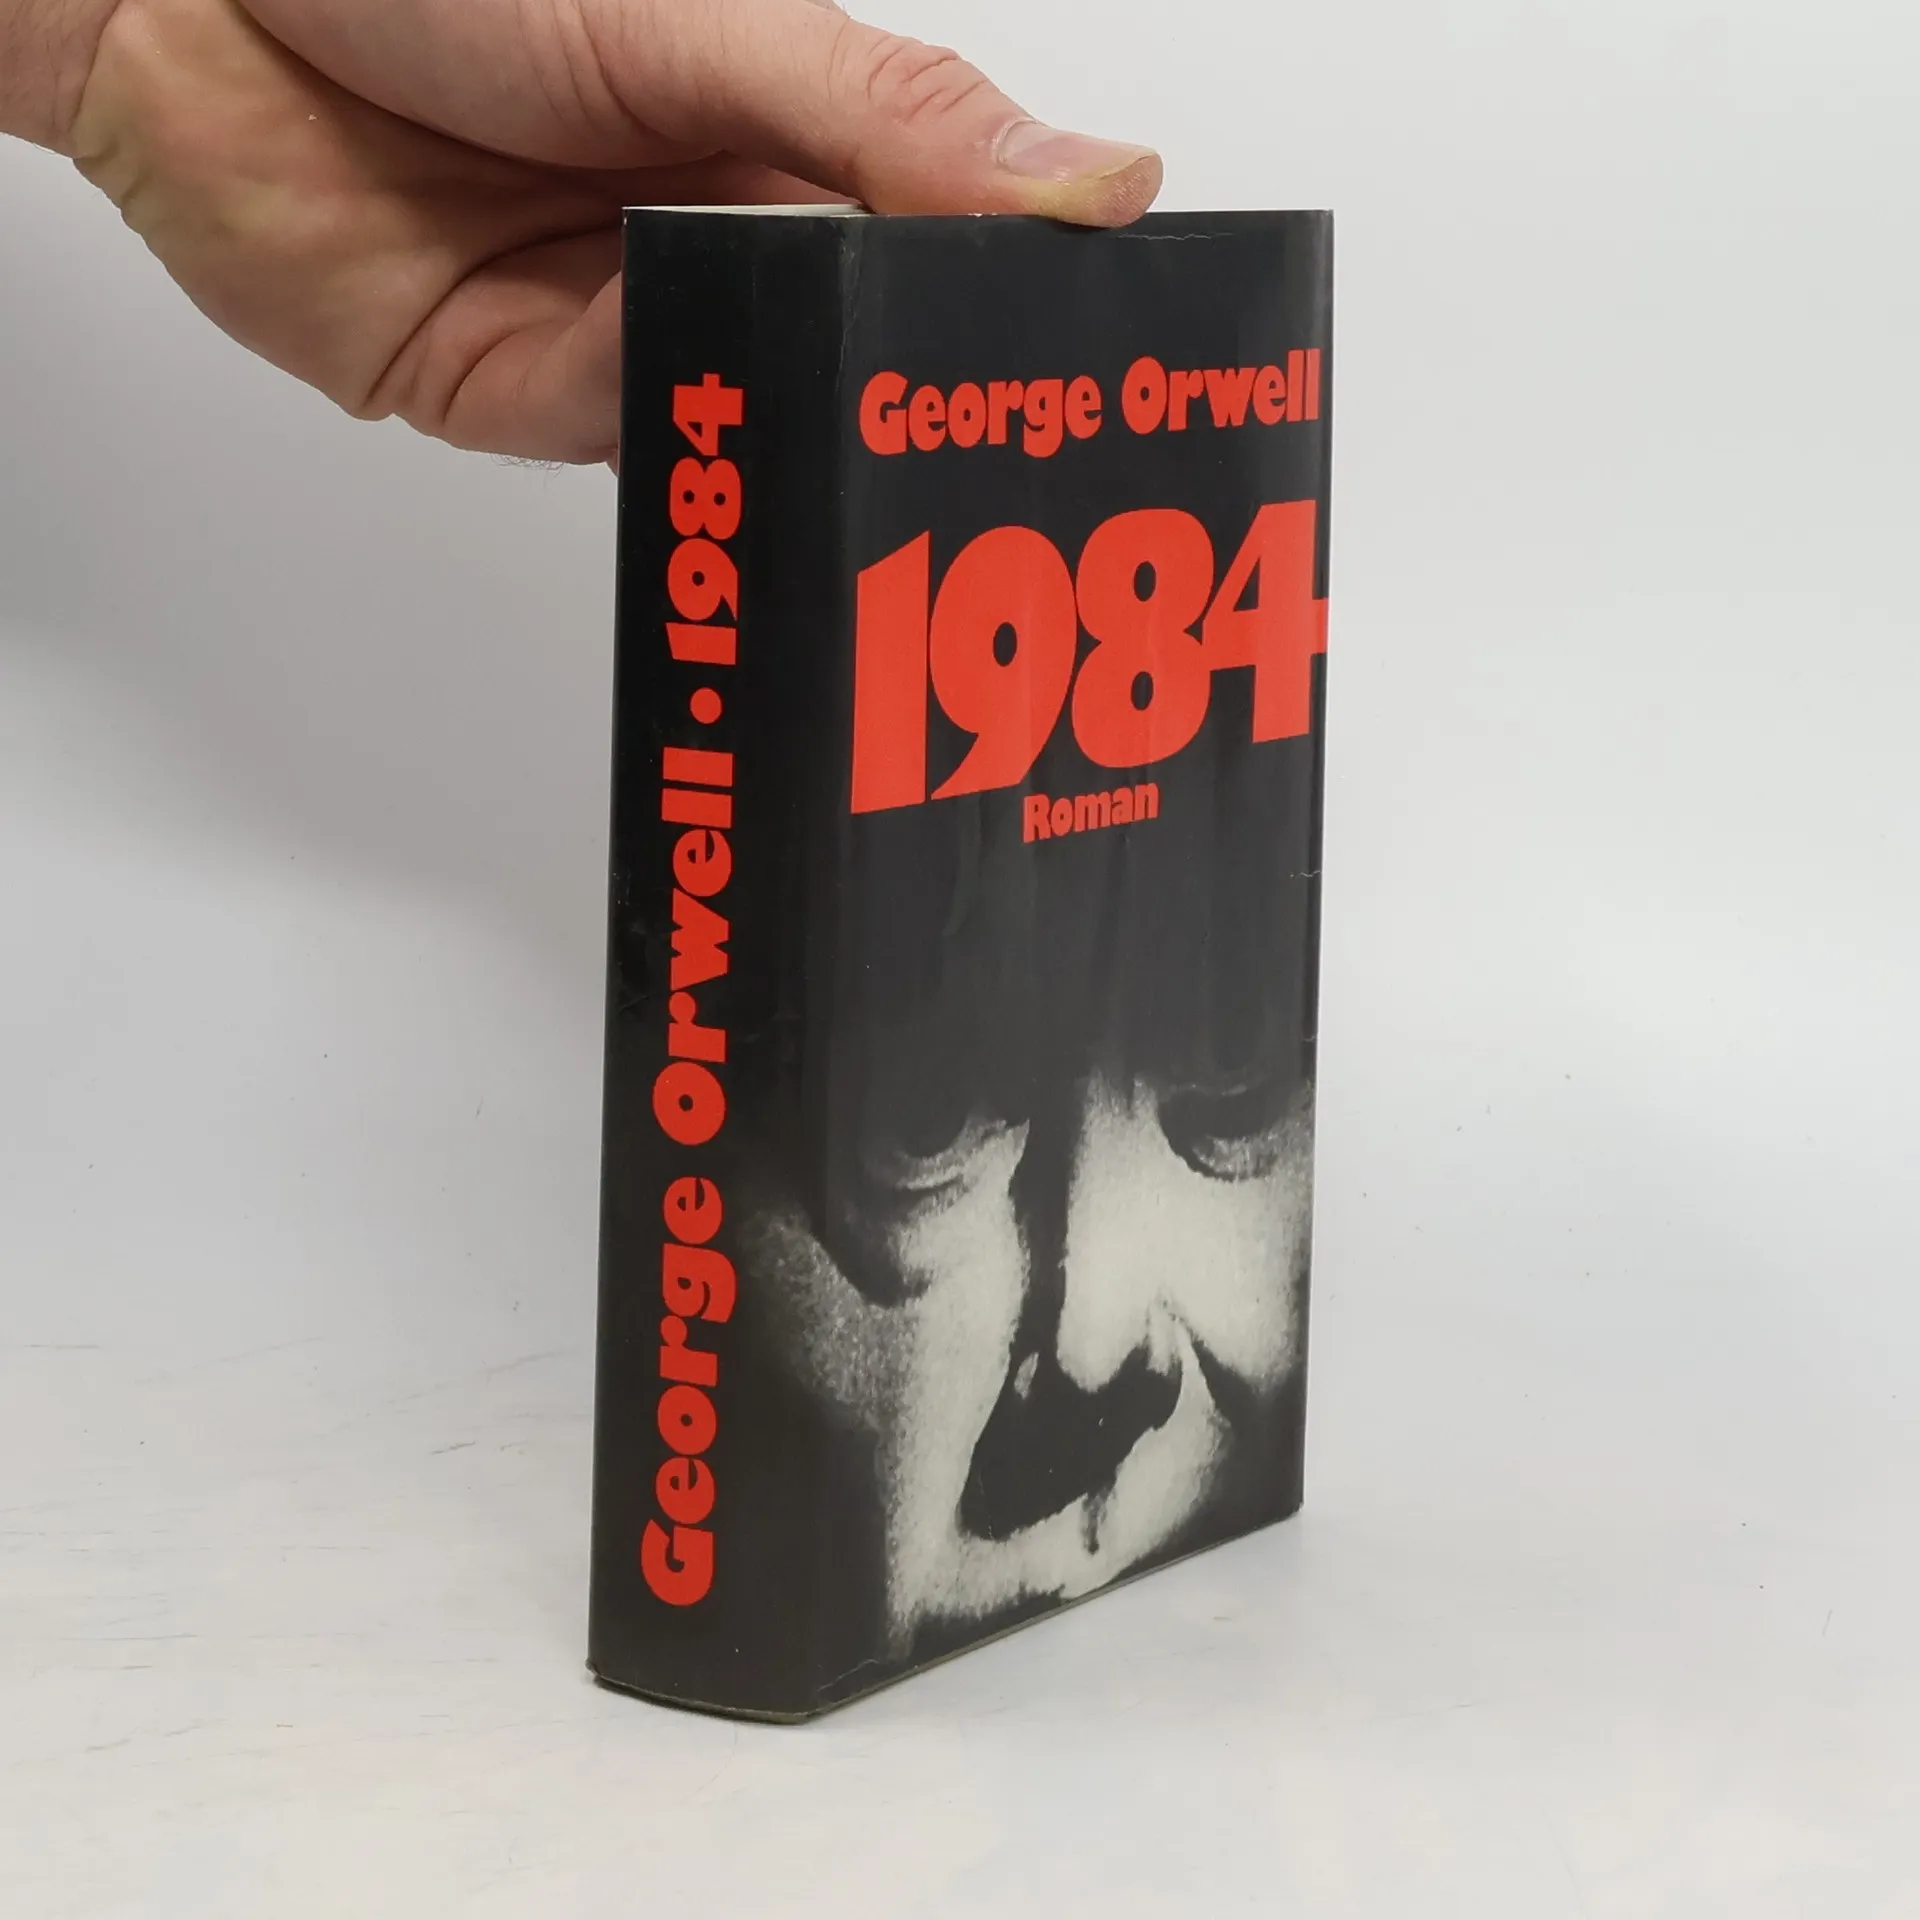 George Orwell • 1984
George Orwell
1984
Roman